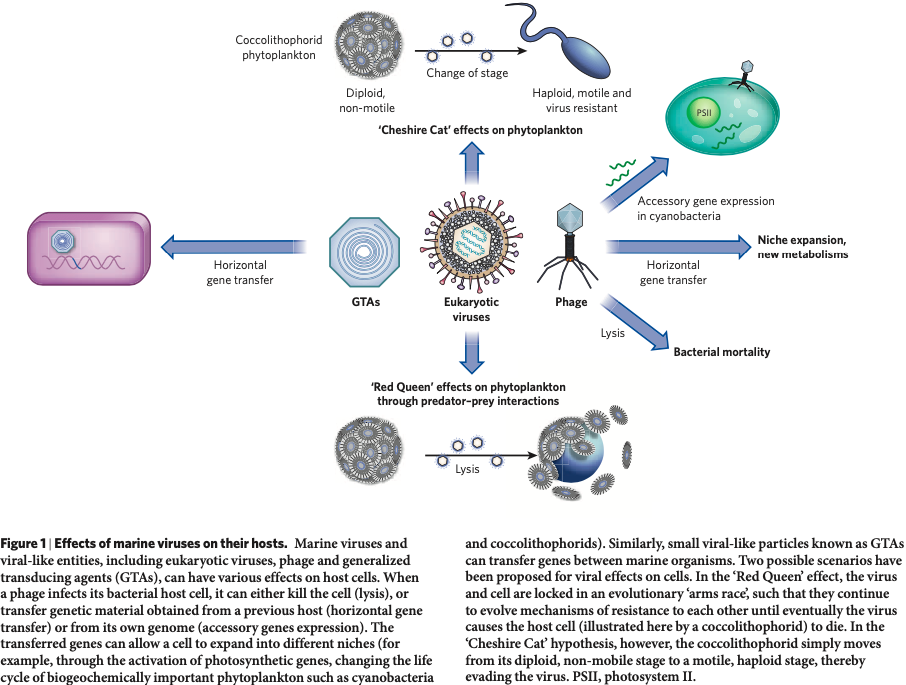 Coccolithophorid
phytoplankton
Change of stage
Diploid,
non-motile
Haploid, motile and
virus resistant
'Cheshire Cat' effects on phytoplankton
PSII
Accessory gene expression
in cyanobacteria
Horizontal
gene transfer
GTAs
Eukaryotic
viruses
Phage
Horizontal
gene transfer
Niche expansion,
new metabolisms
Lysis
Bacterial mortality
'Red Queen' effects on phytoplankton
through predator–prey interactions
Lysis
Figure 1 | Effects of marine viruses on their hosts. Marine viruses and
viral-like entities, including eukaryotic viruses, phage and generalized
transducing agents (GTAs), can have various effects on host cells. When
a phage infects its bacterial host cell, it can either kill the cell (lysis), or
transfer genetic material obtained from a previous host (horizontal gene
transfer) or from its own genome (accessory genes expression). The
transferred genes can allow a cell to expand into different niches (for
example, through the activation of photosynthetic genes, changing the life
cycle of biogeochemically important phytoplankton such as cyanobacteria
and coccolithophorids). Similarly, small viral-like particles known as GTAs
can transfer genes between marine organisms. Two possible scenarios have
been proposed for viral effects on cells. In the 'Red Queen' effect, the virus
and cell are locked in an evolutionary 'arms race', such that they continue
to evolve mechanisms of resistance to each other until eventually the virus
causes the host cell (illustrated here by a coccolithophorid) to die. In the
'Cheshire Cat' hypothesis, however, the coccolithophorid simply moves
from its diploid, non-mobile stage to a motile, haploid stage, thereby
evading the virus. PSII, photosystem II.